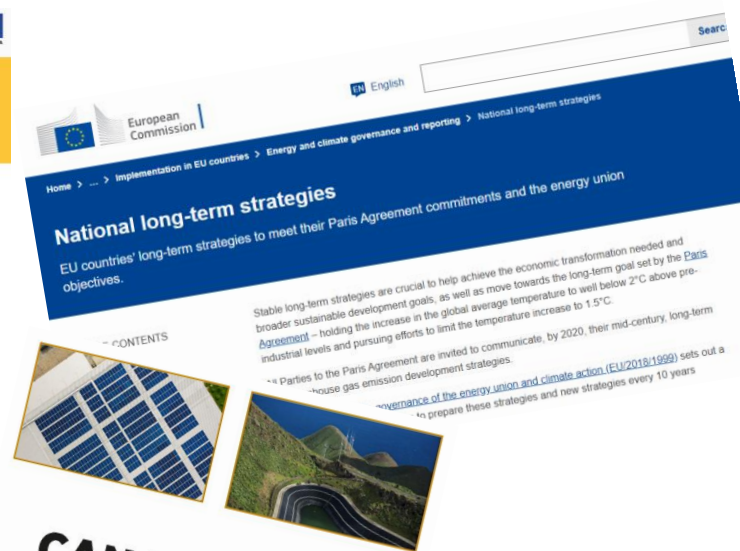 European
Commission
EN English
Home > ... > Implementation in EU countries > Energy and climate governance and reporting > National long-term strategies
National long-term strategies
EU countries' long-term strategies to meet their Paris Agreement commitments and the energy union
objectives.
CONTENTS
Stable long-term strategies are crucial to help achieve the economic transformation needed and
broader sustainable development goals, as well as move towards the long-term goal set by the Paris
Agreement – holding the increase in the global average temperature to well below 2°C above pre-
industrial levels and pursuing efforts to limit the temperature increase to 1.5°C.
Parties to the Paris Agreement are invited to communicate, by 2020, their mid-century, long-term
gas emission development strategies.
governance of the energy union and climate action (EU/2018/1999) sets out a
to prepare these strategies and new strategies every 10 years